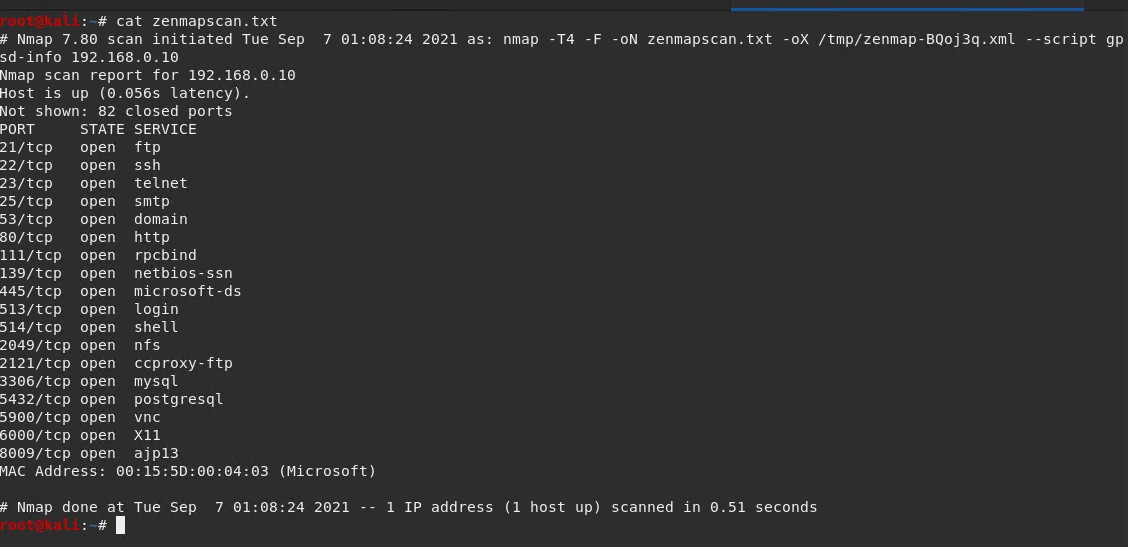 root@kali:~# cat zenmapscan.txt
# Nmap 7.80 scan initiated Tue Sep  7 01:08:24 2021 as: nmap -T4 -F -oN zenmapscan.txt -oX /tmp/zenmap-BQoj3q.xml --script gp
sd-info 192.168.0.10
Nmap scan report for 192.168.0.10
Host is up (0.056s latency).
Not shown: 82 closed ports
PORT     STATE SERVICE
21/tcp   open  ftp
22/tcp   open  ssh
23/tcp   open  telnet
25/tcp   open  smtp
53/tcp   open  domain
80/tcp   open  http
111/tcp  open  rpcbind
139/tcp  open  netbios-ssn
445/tcp  open  microsoft-ds
513/tcp  open  login
514/tcp  open  shell
2049/tcp open  nfs
2121/tcp open  ccproxy-ftp
3306/tcp open  mysql
5432/tcp open  postgresql
5900/tcp open  vnc
6000/tcp open  X11
8009/tcp open  ajp13
MAC Address: 00:15:5D:00:04:03 (Microsoft)

# Nmap done at Tue Sep  7 01:08:24 2021 -- 1 IP address (1 host up) scanned in 0.51 seconds
root@kali:~#